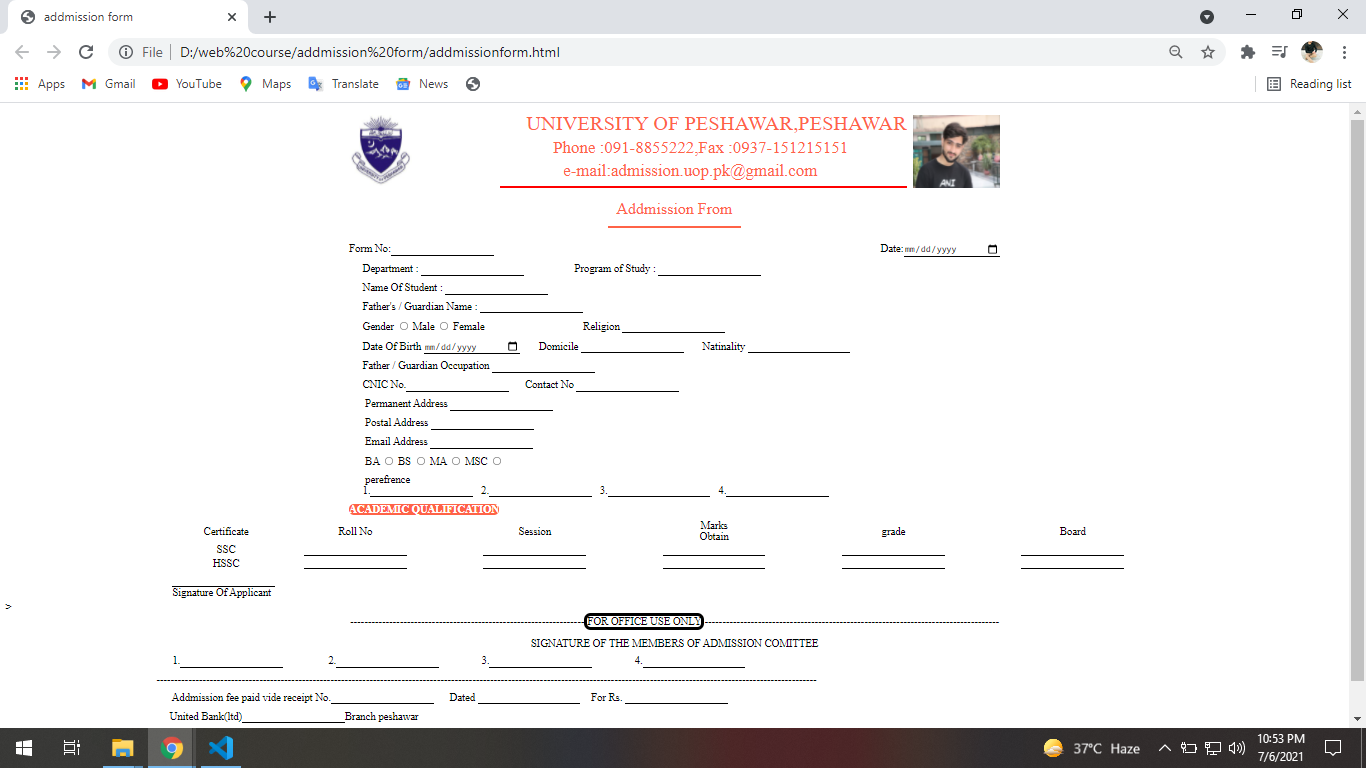 addmission form
File D:/web%20course/addmission%20form/addmissionform.html
Apps Gmail YouTube Maps Translate News Reading list
UNIVERSITY OF PESHAWAR,PESHAWAR
Phone :091-8855222,Fax :0937-151215151
e-mail:admission.uop.pk@gmail.com
ANI
Addmission From
Form No: Date:mm/dd/yyyy
Department : Program of Study :
Name Of Student :
Father's / Guardian Name :
Gender Male Female Religion
Date Of Birth mm/dd/yyyy Domicile Natinality
Father / Guardian Occupation
CNIC No. Contact No
Permanent Address
Postal Address
Email Address
BA BS MA MSC
perefrence
1. 2. 3. 4.
ACADEMIC QUALIFICATION
Certificate Roll No Session Marks Obtain grade Board
SSC
HSSC
Signature Of Applicant
>
FOR OFFICE USE ONLY
SIGNATURE OF THE MEMBERS OF ADMISSION COMITTEE
1. 2. 3. 4.
Addmission fee paid vide receipt No. Dated For Rs.
United Bank(ltd) Branch peshawar
37°C Haze 10:53 PM
7/6/2021